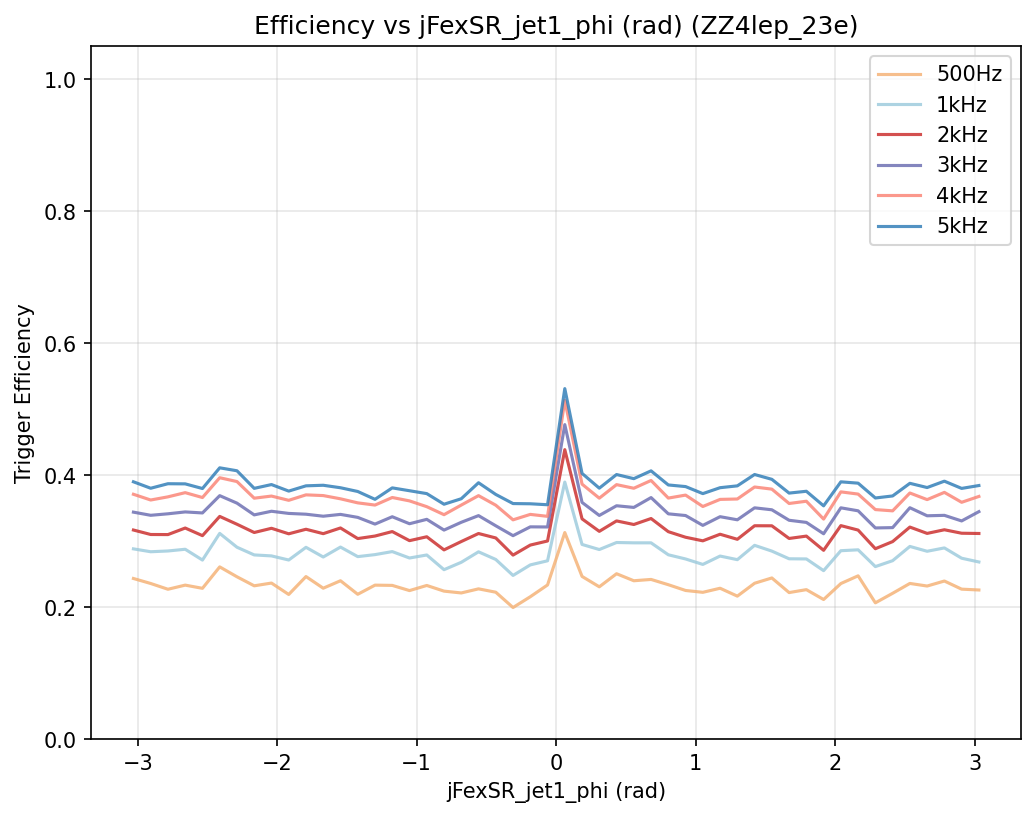 Efficiency vs jFexSR_jet1_phi (rad) (ZZ4lep_23e)
500Hz
1kHz
2kHz
3kHz
4kHz
5kHz
Trigger Efficiency
1.0
0.8
0.6
0.4
0.2
0.0
−3
−2
−1
0
1
2
3
jFexSR_jet1_phi (rad)